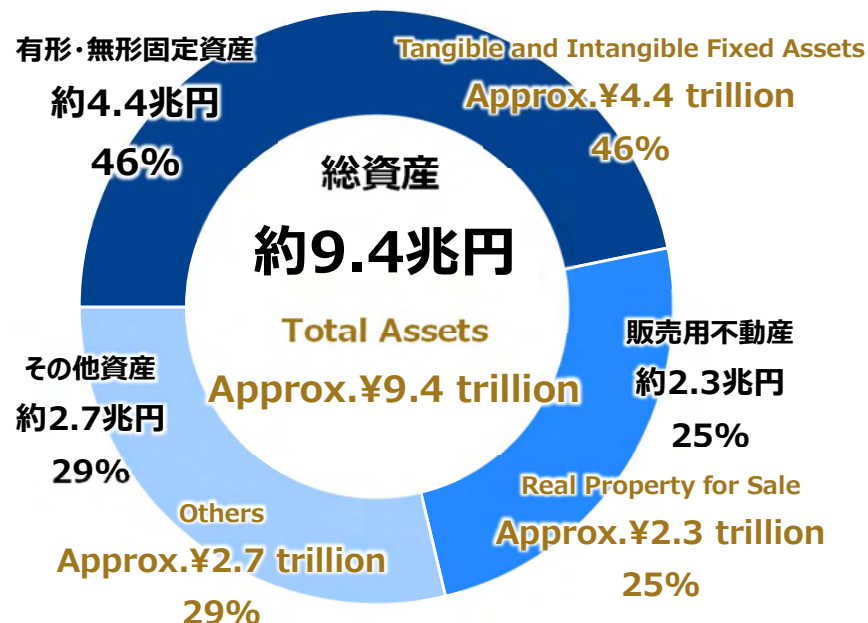 有形・無形固定資産
約4.4兆円
46%
Tangible and Intangible Fixed Assets
Approx.¥4.4 trillion
46%
総資産
約9.4兆円
Total Assets
Approx.¥9.4 trillion
販売用不動産
約2.3兆円
25%
Real Property for Sale
Approx.¥2.3 trillion
25%
その他資産
約2.7兆円
29%
Others
Approx.¥2.7 trillion
29%